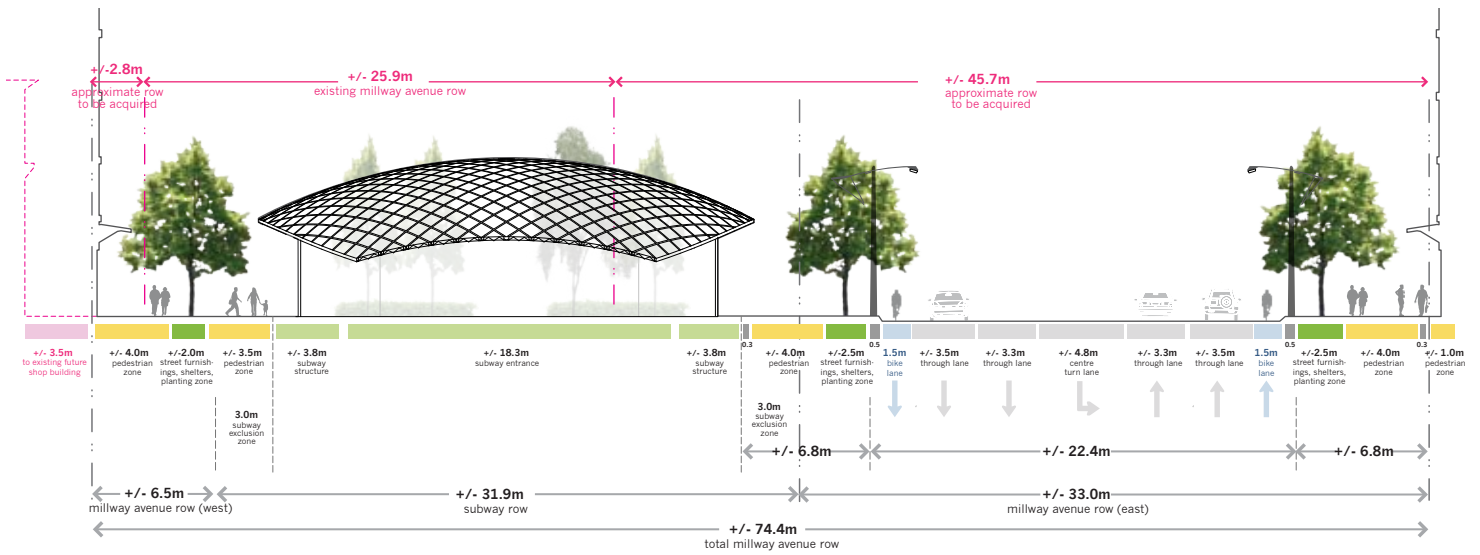 +/-2.8m
approximate row
to be acquired
+/- 25.9m
existing millway avenue row
+/- 45.7m
approximate row
to be acquired
+/- 3.5m
to existing future
shop building
+/- 4.0m
pedestrian
zone
+/-2.0m
street furnish-
ings, shelters,
planting zone
+/- 3.5m
pedestrian
zone
+/- 3.8m
subway
structure
+/- 18.3m
subway entrance
+/- 3.8m
subway
structure
0.3
+/- 4.0m
pedestrian
zone
+/-2.5m
street furnish-
ings, shelters,
planting zone
0.5
1.5m
bike
lane
+/- 3.5m
through lane
+/- 3.3m
through lane
+/- 4.8m
centre
turn lane
+/- 3.3m
through lane
+/- 3.5m
through lane
1.5m
bike
lane
0.5
+/-2.5m
street furnish-
ings, shelters,
planting zone
+/- 4.0m
pedestrian
zone
0.3
+/- 1.0m
pedestrian
zone
3.0m
subway
exclusion
zone
3.0m
subway
exclusion
zone
+/- 6.8m
+/- 22.4m
+/- 6.8m
+/- 6.5m
millway avenue row (west)
+/- 31.9m
subway row
+/- 33.0m
millway avenue row (east)
+/- 74.4m
total millway avenue row